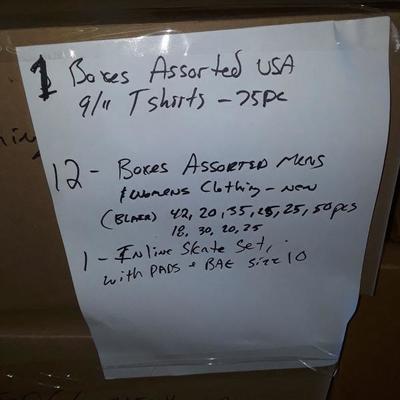 1 Boxes Assorted USA
9/11 Tshirts - 75pc
12 - Boxes Assorted Mens
& Womens Clothing - new
(BLAIR) 42, 20, 35, 25, 25, 50pcs
18, 30, 20, 25
1 - Inline Skate Set,
with PADS + BAG Size 10